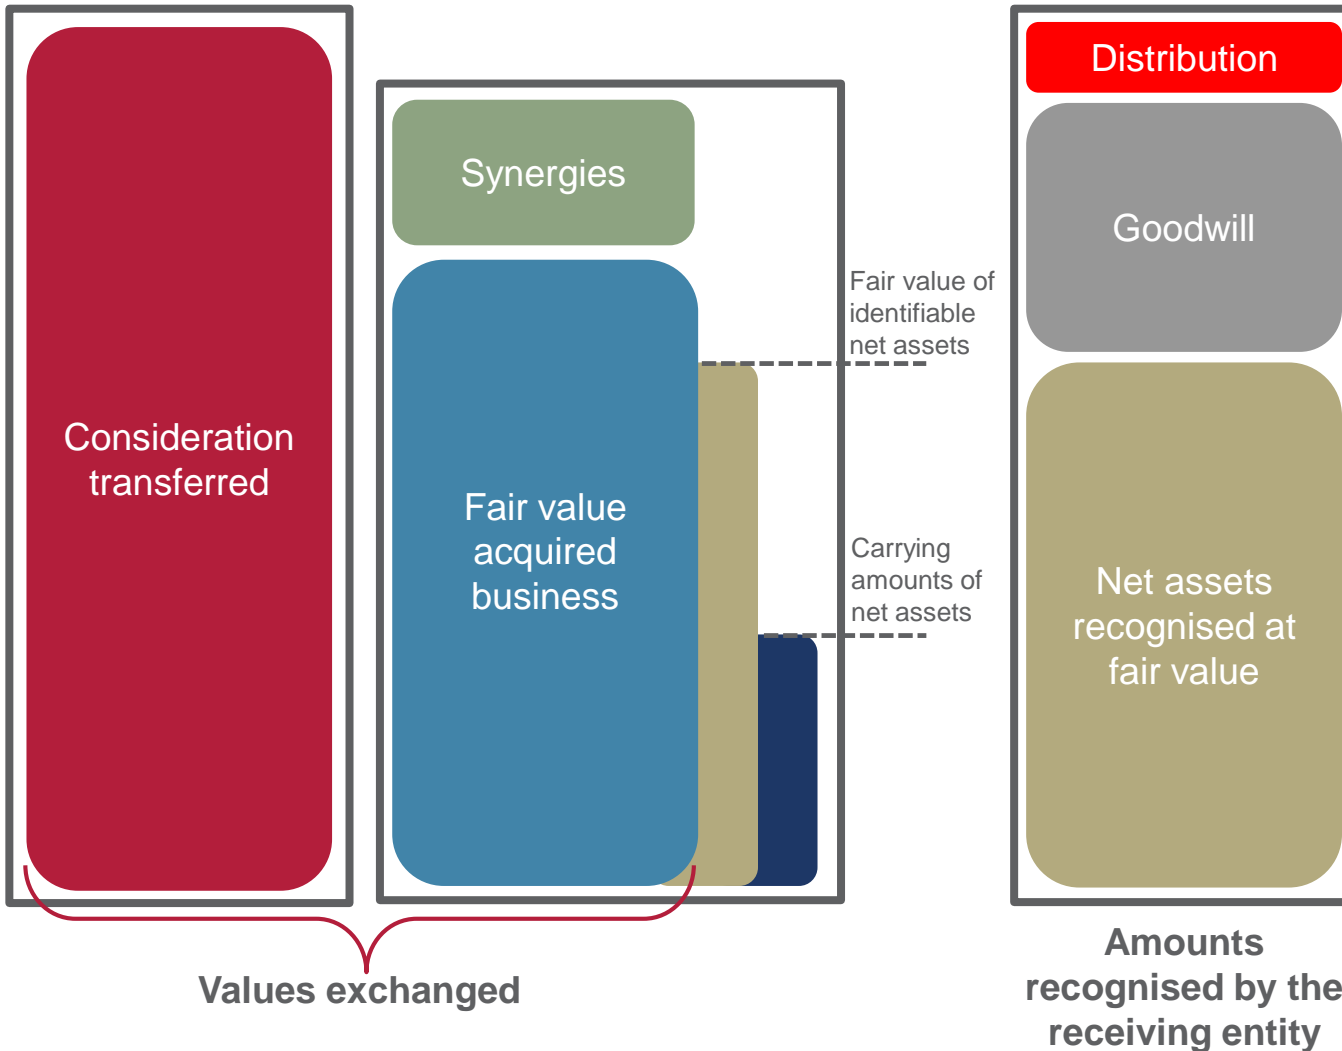 Consideration
transferred
Synergies
Fair value
acquired
business
Fair value of
identifiable
net assets
Carrying
amounts of
net assets
Values exchanged
Distribution
Goodwill
Net assets
recognised at
fair value
Amounts
recognised by the
receiving entity